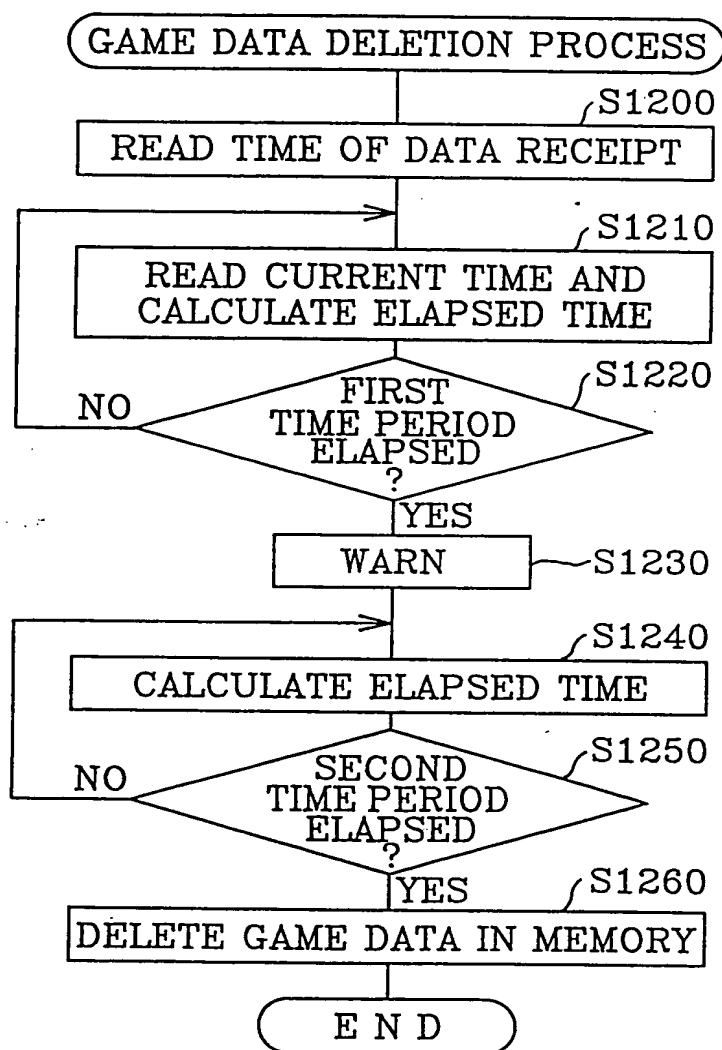 GAME DATA DELETION PROCESS
S1200
READ TIME OF DATA RECEIPT
S1210
READ CURRENT TIME AND
CALCULATE ELAPSED TIME
S1220
FIRST
TIME PERIOD
ELAPSED
?
NO
YES
WARN
S1230
S1240
CALCULATE ELAPSED TIME
S1250
SECOND
TIME PERIOD
ELAPSED
?
NO
YES
S1260
DELETE GAME DATA IN MEMORY
END